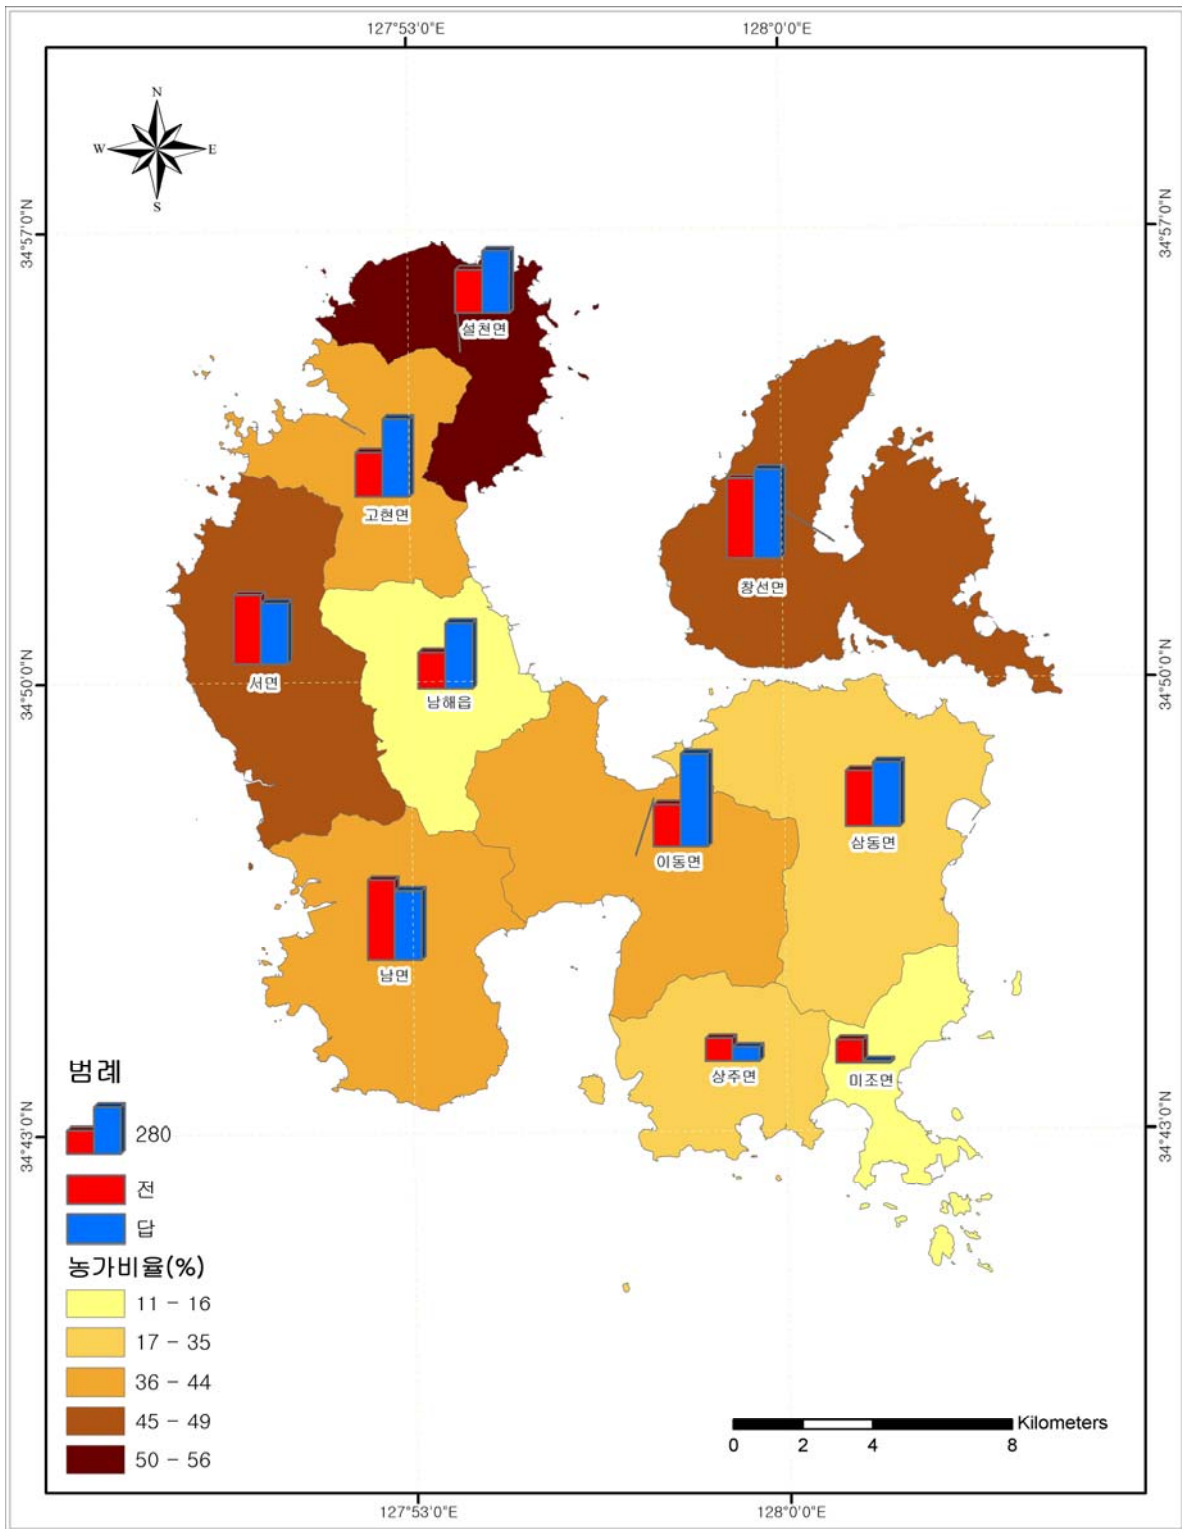 127°53'0"E
128°0'0"E
N
W
E
S
34°57'0"N
34°57'0"N
설천면
고현면
창선면
서면
남해읍
34°50'0"N
34°50'0"N
이동면
삼동면
남면
상주면
미조면
범례
280
전
답
34°43'0"N
34°43'0"N
농가비율(%)
11 - 16
17 - 35
36 - 44
45 - 49
50 - 56
Kilometers
0 2 4 8
127°53'0"E
128°0'0"E